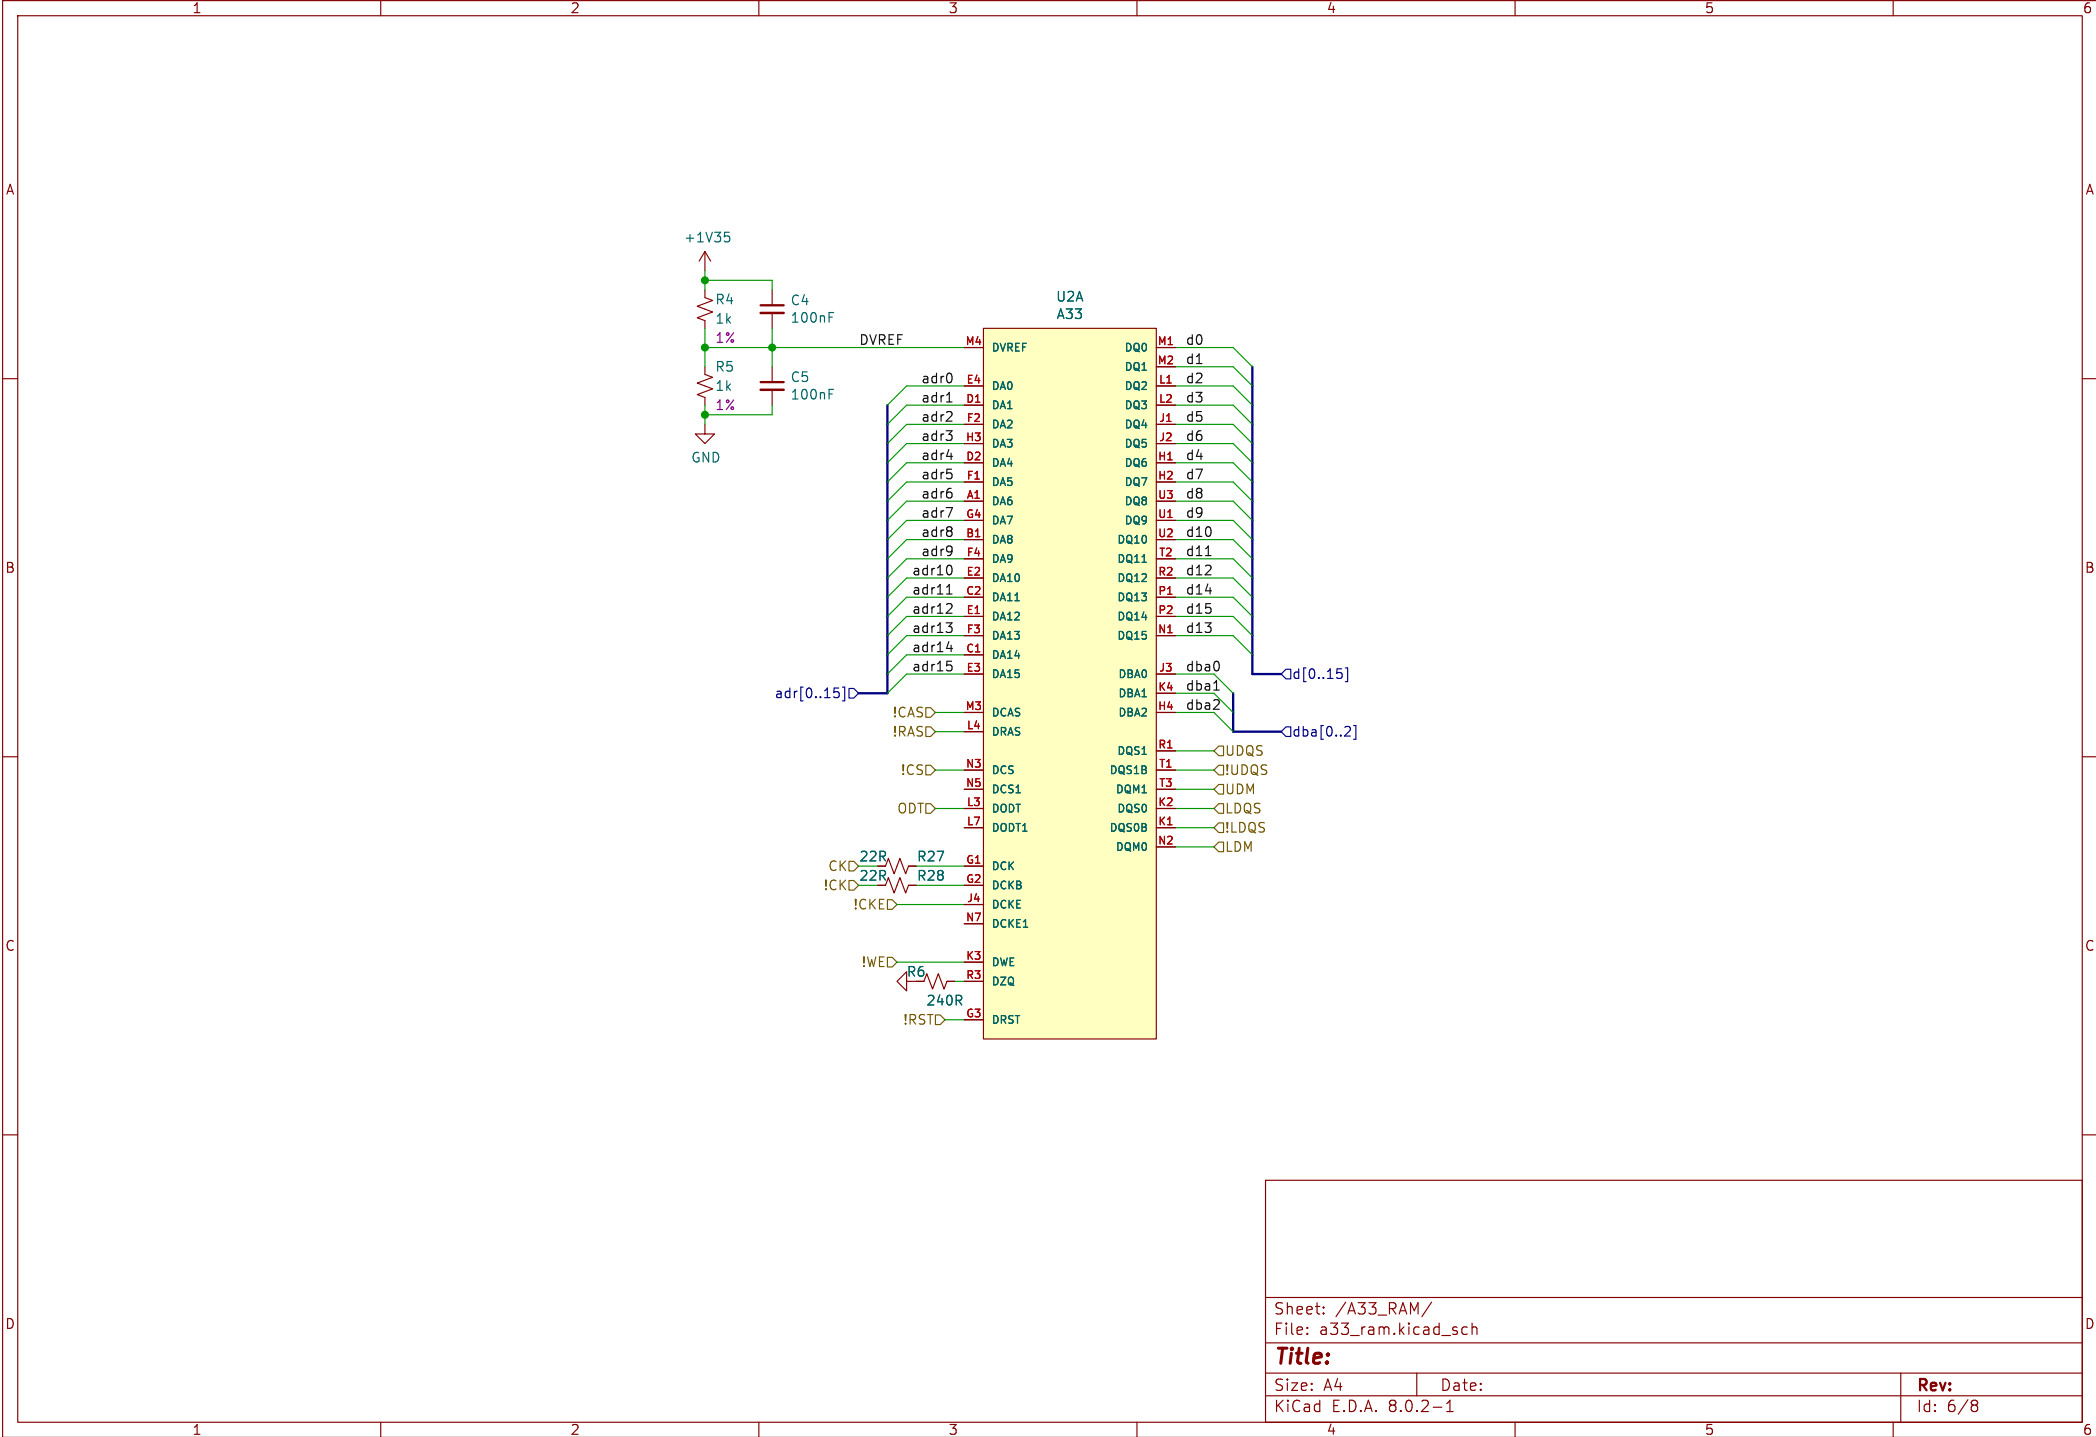 1 2 3 4 5 6
A A
B B
C C
D D
+1V35
R4
1k
1%
C4
100nF
R5
1k
1%
C5
100nF
GND
DVREF
U2A
A33
M4 DVREF
adr0 E4 DA0
adr1 D1 DA1
adr2 F2 DA2
adr3 H3 DA3
adr4 D2 DA4
adr5 F1 DA5
adr6 A1 DA6
adr7 G4 DA7
adr8 B1 DA8
adr9 F4 DA9
adr10 E2 DA10
adr11 C2 DA11
adr12 E1 DA12
adr13 F3 DA13
adr14 C1 DA14
adr15 E3 DA15
adr[0..15]
!CAS M3 DCAS
!RAS L4 DRAS
!CS N3 DCS
N5 DCS1
ODT L3 DODT
L7 DODT1
CK 22R R27 G1 DCK
!CK 22R R28 G2 DCKB
!CKE J4 DCKE
N7 DCKE1
!WE K3 DWE
R6 R3 DZQ
240R
!RST G3 DRST
DQ0 M1 d0
DQ1 M2 d1
DQ2 L1 d2
DQ3 L2 d3
DQ4 J1 d5
DQ5 J2 d6
DQ6 H1 d4
DQ7 H2 d7
DQ8 U3 d8
DQ9 U1 d9
DQ10 U2 d10
DQ11 T2 d11
DQ12 R2 d12
DQ13 P1 d14
DQ14 P2 d15
DQ15 N1 d13
d[0..15]
DBA0 J3 dba0
DBA1 K4 dba1
DBA2 H4 dba2
dba[0..2]
DQS1 R1 UDQS
DQS1B T1 !UDQS
DQM1 T3 UDM
DQS0 K2 LDQS
DQS0B K1 !LDQS
DQM0 N2 LDM
Sheet: /A33_RAM/
File: a33_ram.kicad_sch
Title:
Size: A4 Date: Rev:
KiCad E.D.A. 8.0.2-1 Id: 6/8
1 2 3 4 5 6